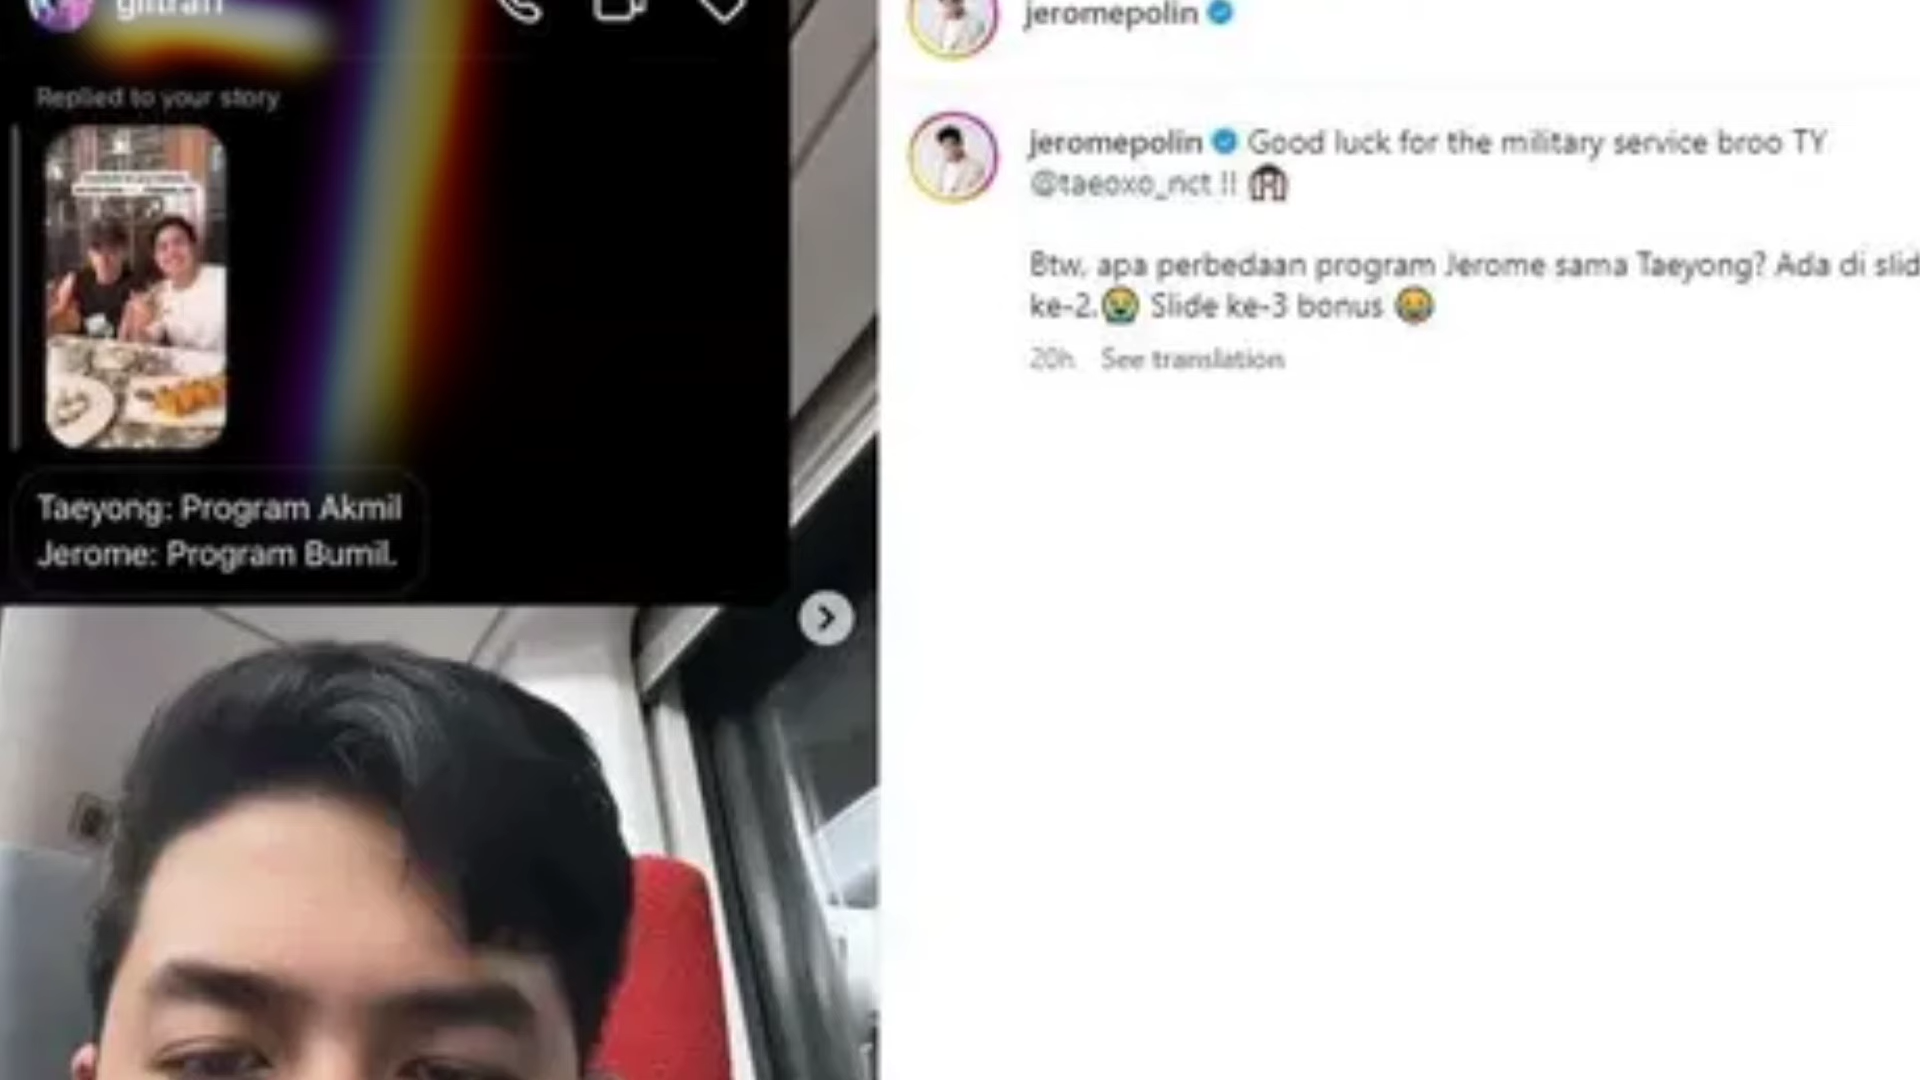 Replied to your story
Taeyong: Program Akmil
Jerome: Program Bumil.
jeromepolin
jeromepolin Good luck for the military service broo TY
@taeoxo_nct !!
Btw, apa perbedaan program Jerome sama Taeyong? Ada di slid
ke-2.😭 Slide ke-3 bonus 😂
20h See translation